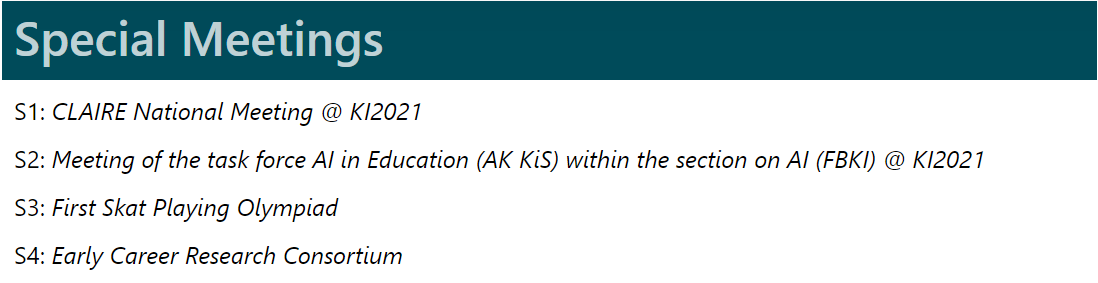 Special Meetings
S1: CLAIRE National Meeting @ KI2021
S2: Meeting of the task force AI in Education (AK KiS) within the section on AI (FBKI) @ KI2021
S3: First Skat Playing Olympiad
S4: Early Career Research Consortium